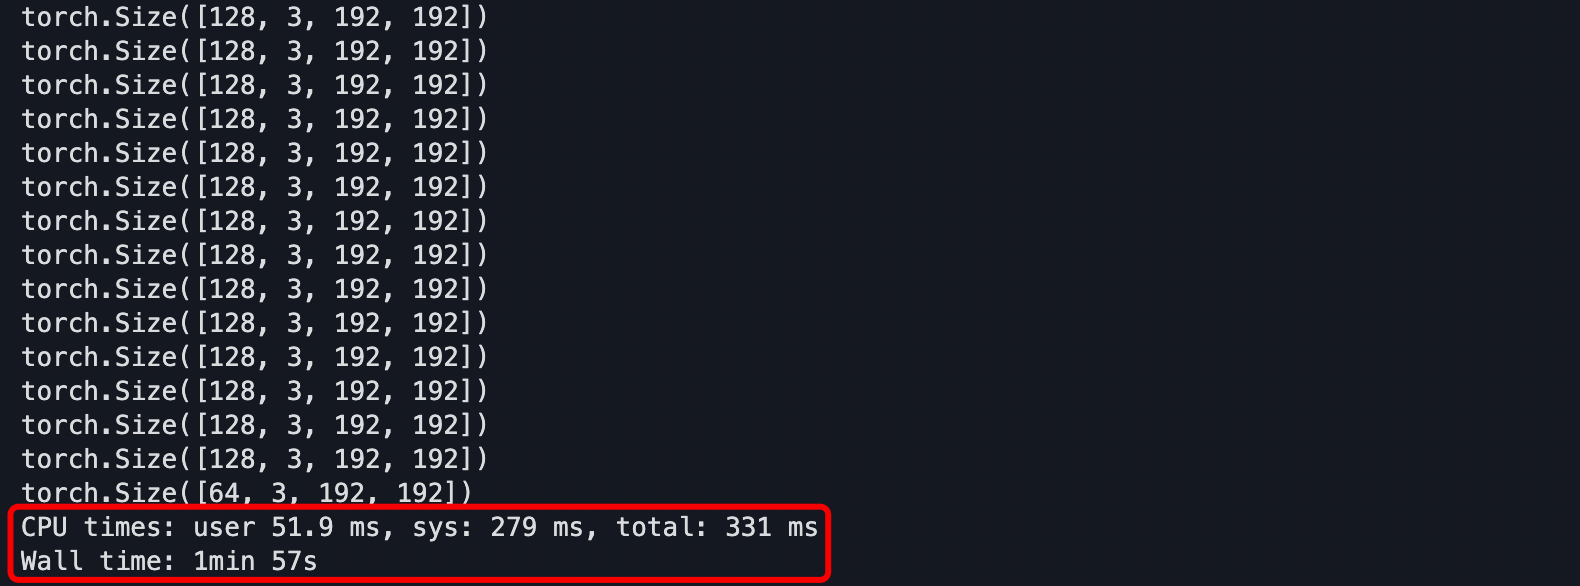 torch.Size([128, 3, 192, 192])
torch.Size([128, 3, 192, 192])
torch.Size([128, 3, 192, 192])
torch.Size([128, 3, 192, 192])
torch.Size([128, 3, 192, 192])
torch.Size([128, 3, 192, 192])
torch.Size([128, 3, 192, 192])
torch.Size([128, 3, 192, 192])
torch.Size([128, 3, 192, 192])
torch.Size([128, 3, 192, 192])
torch.Size([128, 3, 192, 192])
torch.Size([128, 3, 192, 192])
torch.Size([128, 3, 192, 192])
torch.Size([128, 3, 192, 192])
torch.Size([64, 3, 192, 192])
CPU times: user 51.9 ms, sys: 279 ms, total: 331 ms
Wall time: 1min 57s